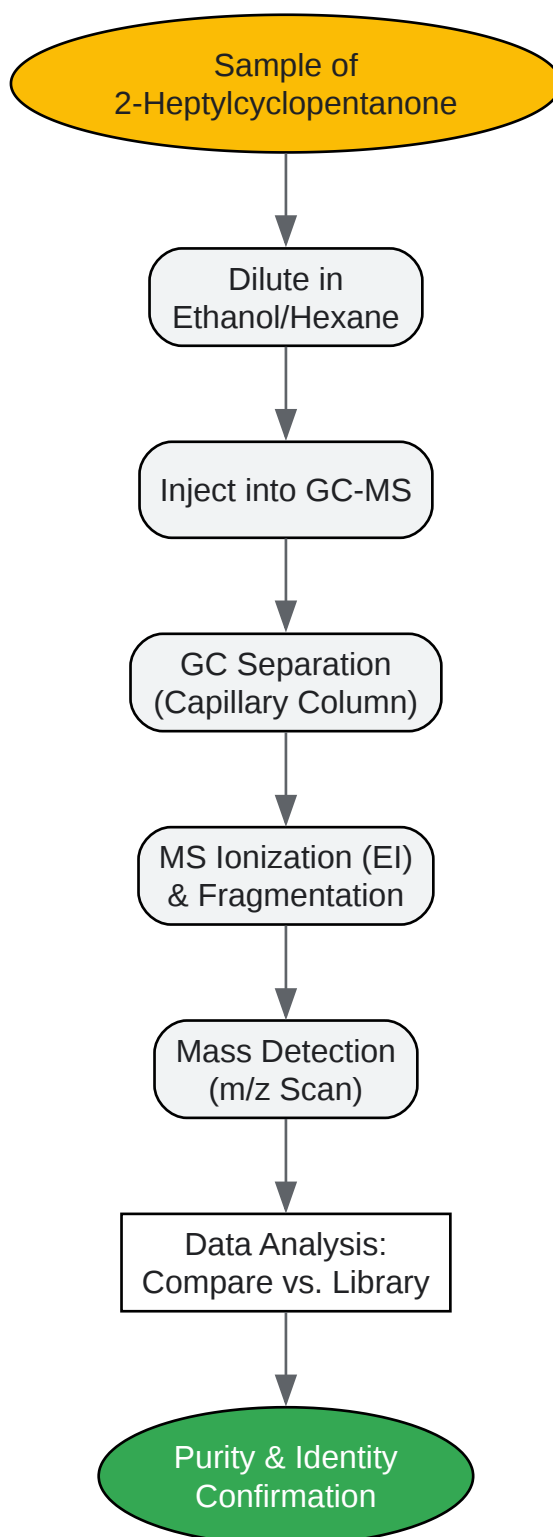 Sample of
2-Heptylcyclopentanone
Dilute in
Ethanol/Hexane
Inject into GC-MS
GC Separation
(Capillary Column)
MS Ionization (EI)
& Fragmentation
Mass Detection
(m/z Scan)
Data Analysis:
Compare vs. Library
Purity & Identity
Confirmation